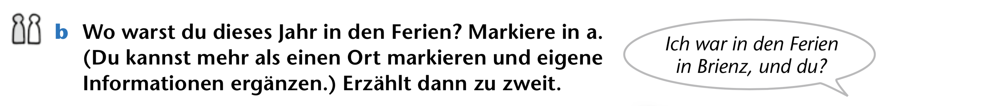 b Wo warst du dieses Jahr in den Ferien? Markiere in a.
(Du kannst mehr als einen Ort markieren und eigene
Informationen ergänzen.) Erzählt dann zu zweit.
Ich war in den Ferien
in Brienz, und du?